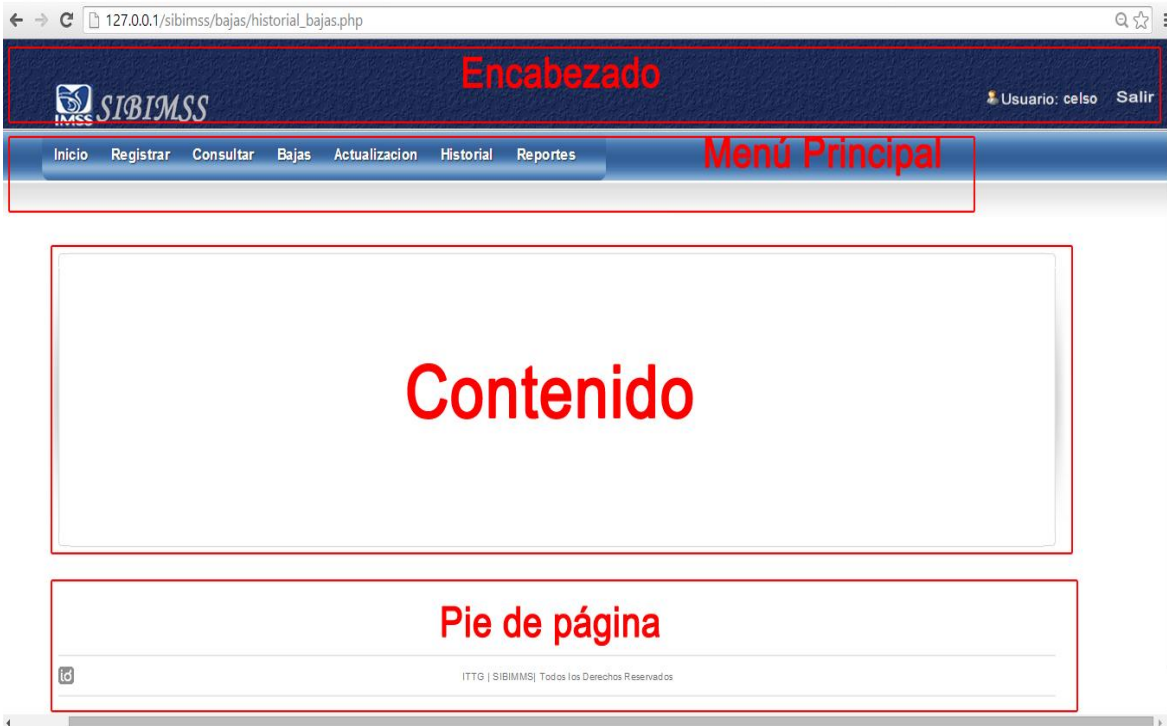 127.0.0.1/sibimss/bajas/historial_bajas.php
Encabezado
IMSS SIBIMSS
Usuario: celso Salir
Inicio Registrar Consultar Bajas Actualizacion Historial Reportes
Menú Principal
Contenido
Pie de página
ITTG | SIBIMMS| Todos los Derechos Reservados